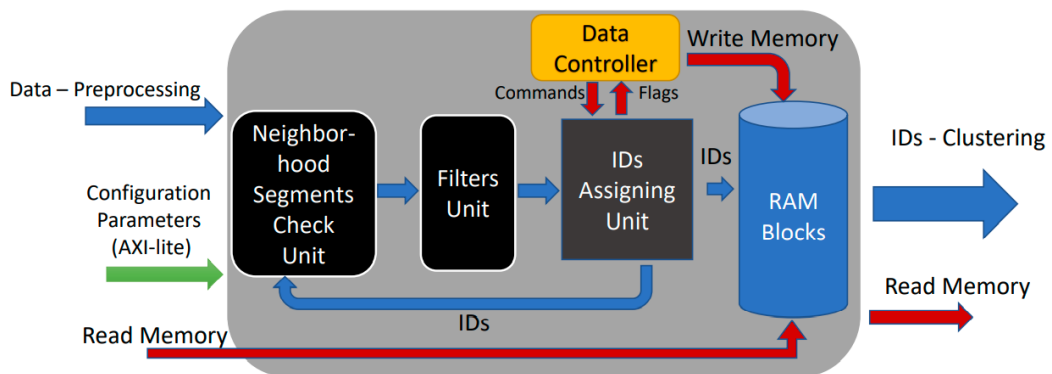 Data
Controller
Write Memory
Data – Preprocessing
Commands
Flags
Neighbor-
hood
Segments
Check
Unit
Filters
Unit
IDs
Assigning
Unit
IDs
RAM
Blocks
IDs - Clustering
Configuration
Parameters
(AXI-lite)
IDs
Read Memory
Read Memory